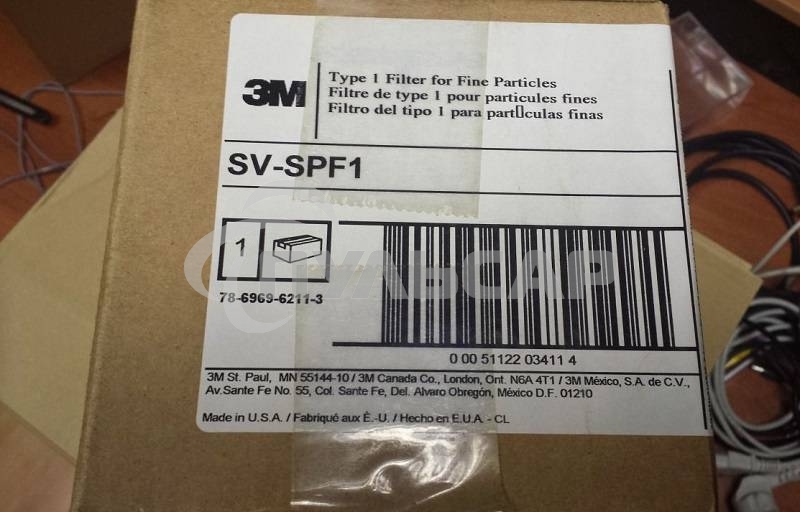 3M
Type 1 Filter for Fine Particles
Filtre de type 1 pour particules fines
Filtro del tipo 1 para part□culas finas
SV-SPF1
1
78-6969-6211-3
0 00 51122 03411 4
3M St. Paul, MN 55144-10 / 3M Canada Co., London, Ont. N6A 4T1 / 3M México, S.A. de C.V.,
Av.Sante Fe No. 55, Col. Sante Fe, Del. Alvaro Obregón, México D.F. 01210
Made in U.S.A. / Fabriqué aux É.-U. / Hecho en E.U.A. - CL